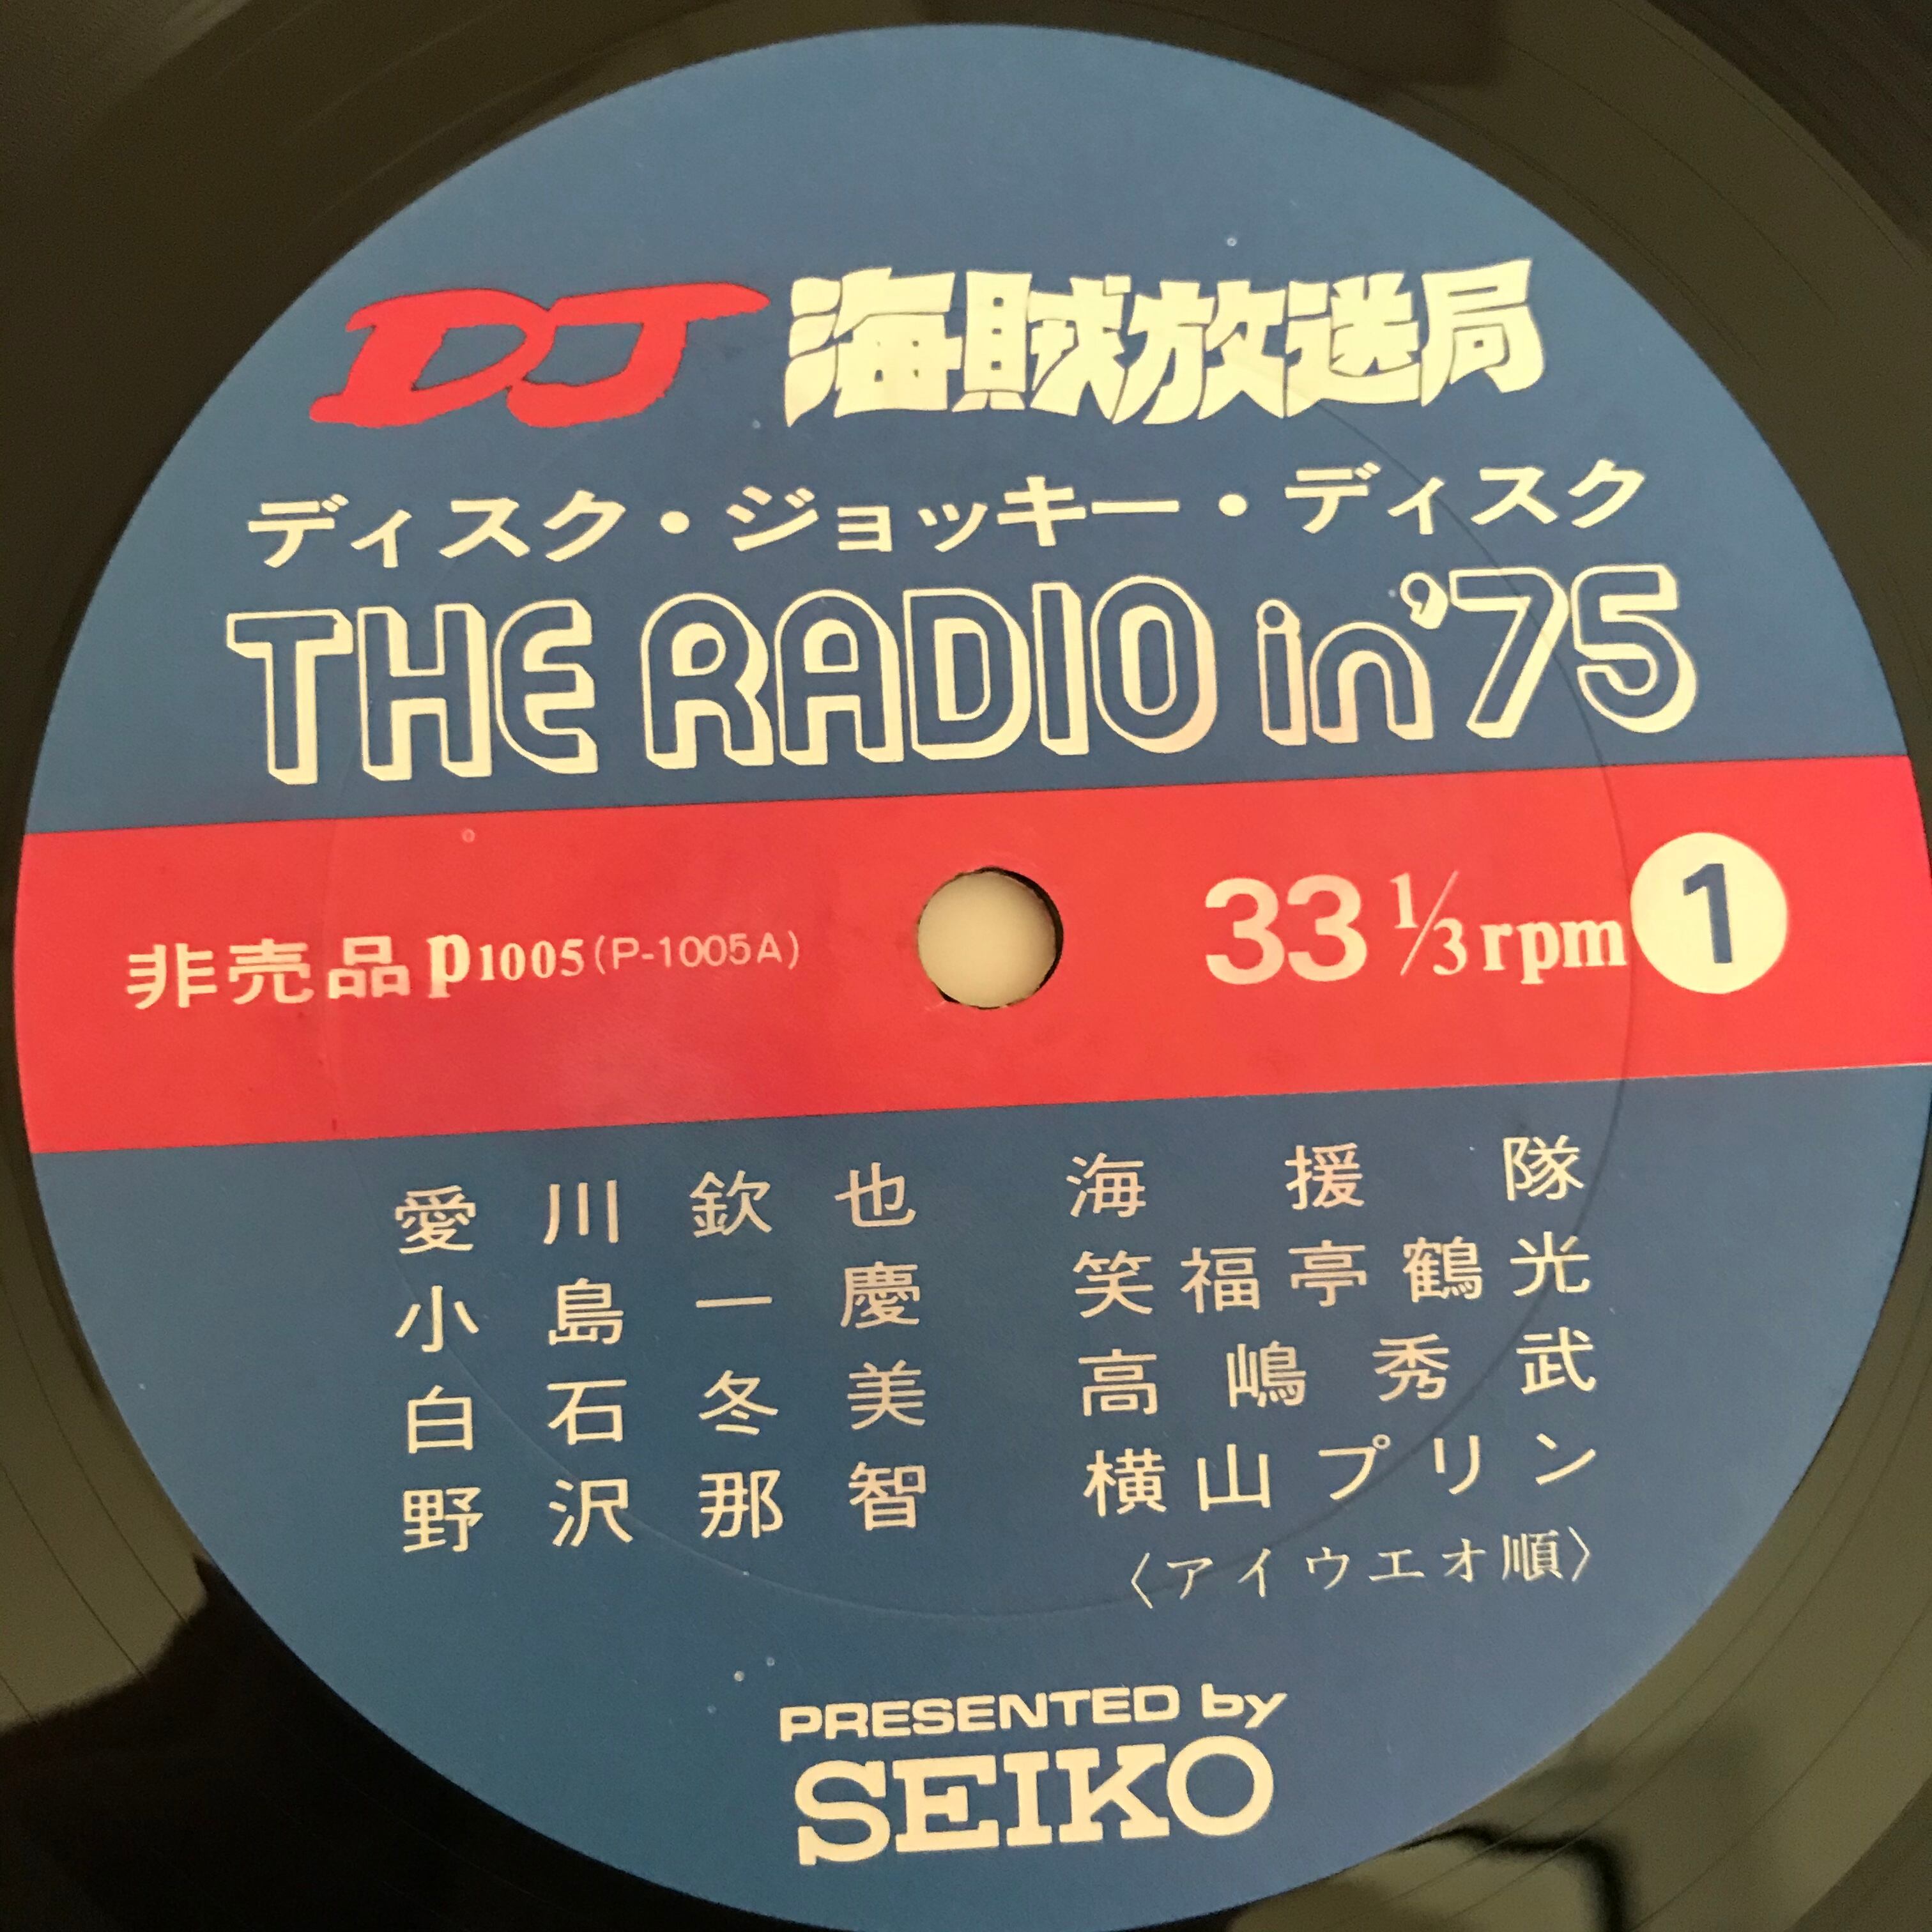 DJ 海賊放送局
ディスク・ジョッキー・ディスク
THE RADIO in '75
非売品 P1005 (P-1005A)
33 1/3 rpm 1
愛川欽也 海援隊
小島一慶 笑福亭鶴光
白石冬美 高嶋秀武
野沢那智 横山プリン
〈アイウエオ順〉
PRESENTED by
SEIKO